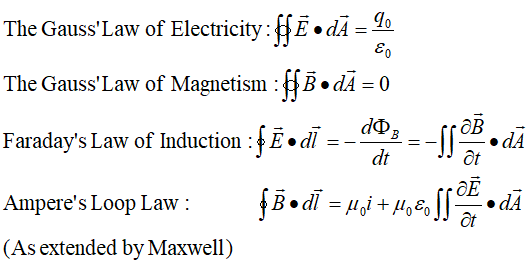 The Gauss'Law of Electricity : ∯ E⃗ • dA⃗ = q₀/ε₀
The Gauss'Law of Magnetism : ∯ B⃗ • dA⃗ = 0
Faraday's Law of Induction : ∮ E⃗ • dl⃗ = −dΦ_B/dt = −∬ ∂B⃗/∂t • dA⃗
Ampere's Loop Law : ∮ B⃗ • dl⃗ = μ₀i + μ₀ε₀ ∬ ∂E⃗/∂t • dA⃗
(As extended by Maxwell)